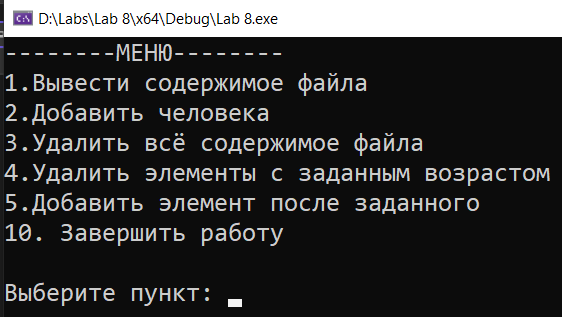 D:\Labs\Lab 8\x64\Debug\Lab 8.exe
--------МЕНЮ--------
1.Вывести содержимое файла
2.Добавить человека
3.Удалить всё содержимое файла
4.Удалить элементы с заданным возрастом
5.Добавить элемент после заданного
10. Завершить работу
Выберите пункт: